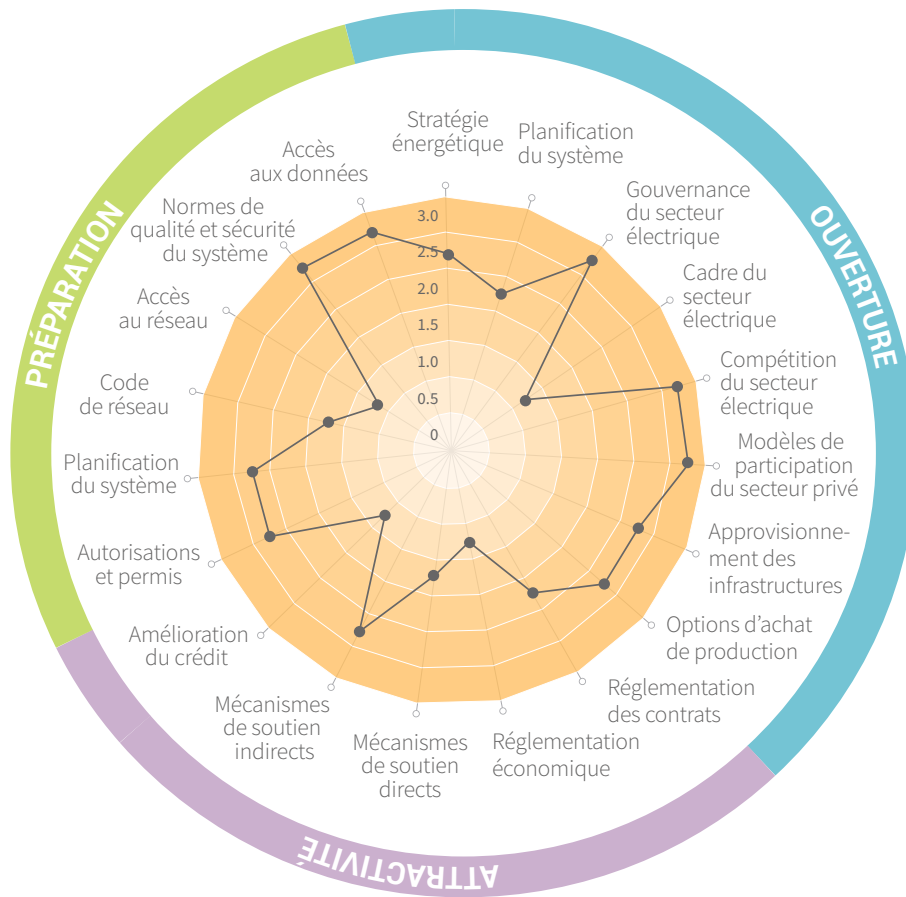 PRÉPARATION
OUVERTURE
ATTRACTIVITÉ
Stratégie
énergétique
Planification
du système
Gouvernance
du secteur
électrique
Cadre du
secteur
électrique
Compétition
du secteur
électrique
Modèles de
participation
du secteur privé
Approvisionne-
ment des
infrastructures
Options d’achat
de production
Réglementation
des contrats
Réglementation
économique
Mécanismes
de soutien
directs
Mécanismes
de soutien
indirects
Amélioration
du crédit
Autorisations
et permis
Planification
du système
Code
de réseau
Accès
au réseau
Normes de
qualité et sécurité
du système
Accès
aux données
3.0
2.5
2.0
1.5
1.0
0.5
0